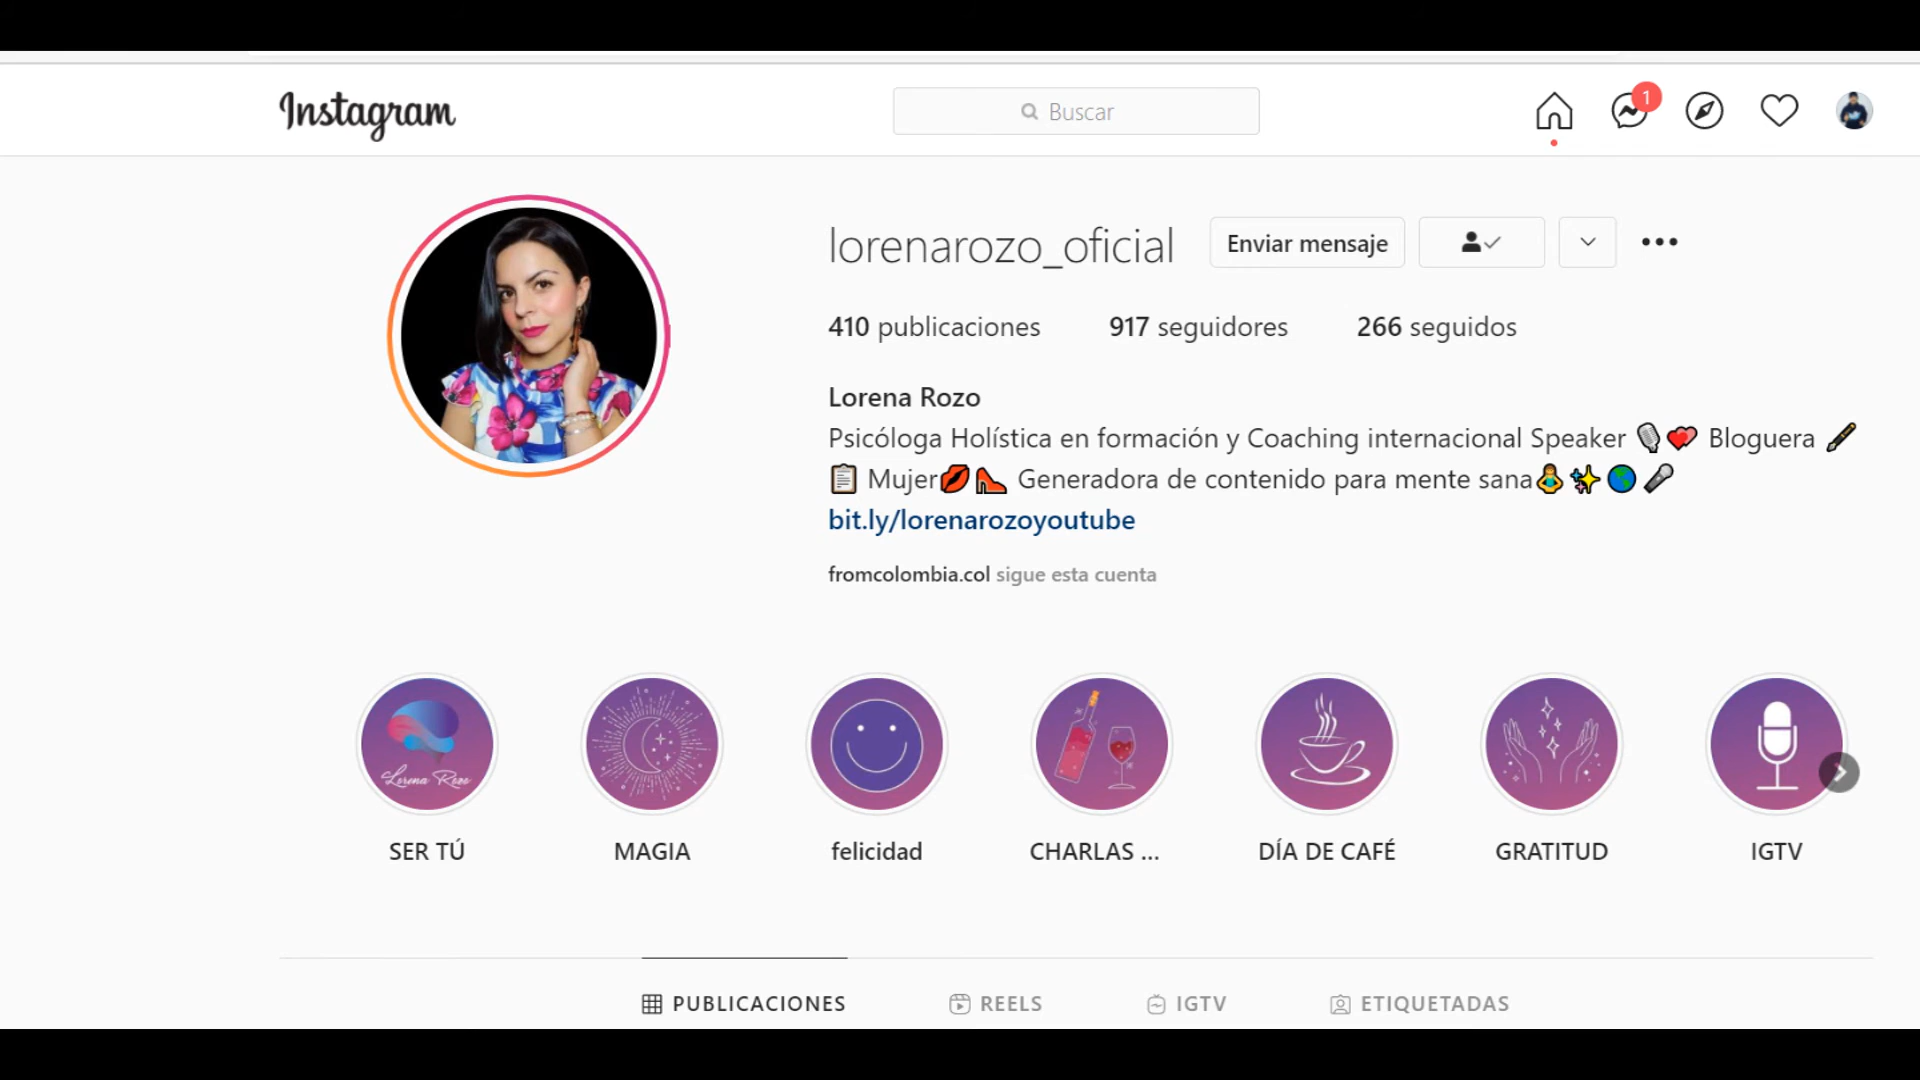 Instagram
Buscar
1
lorenarozo_oficial
Enviar mensaje
410 publicaciones
917 seguidores
266 seguidos
Lorena Rozo
Psicóloga Holística en formación y Coaching internacional Speaker 🎙️💕 Bloguera 🖌️
📋 Mujer💋👠 Generadora de contenido para mente sana🧘‍♀️✨🌎🎤
bit.ly/lorenarozoyoutube
fromcolombia.col sigue esta cuenta
Lorena Rozo
SER TÚ
MAGIA
felicidad
CHARLAS ...
DÍA DE CAFÉ
GRATITUD
IGTV
PUBLICACIONES
REELS
IGTV
ETIQUETADAS